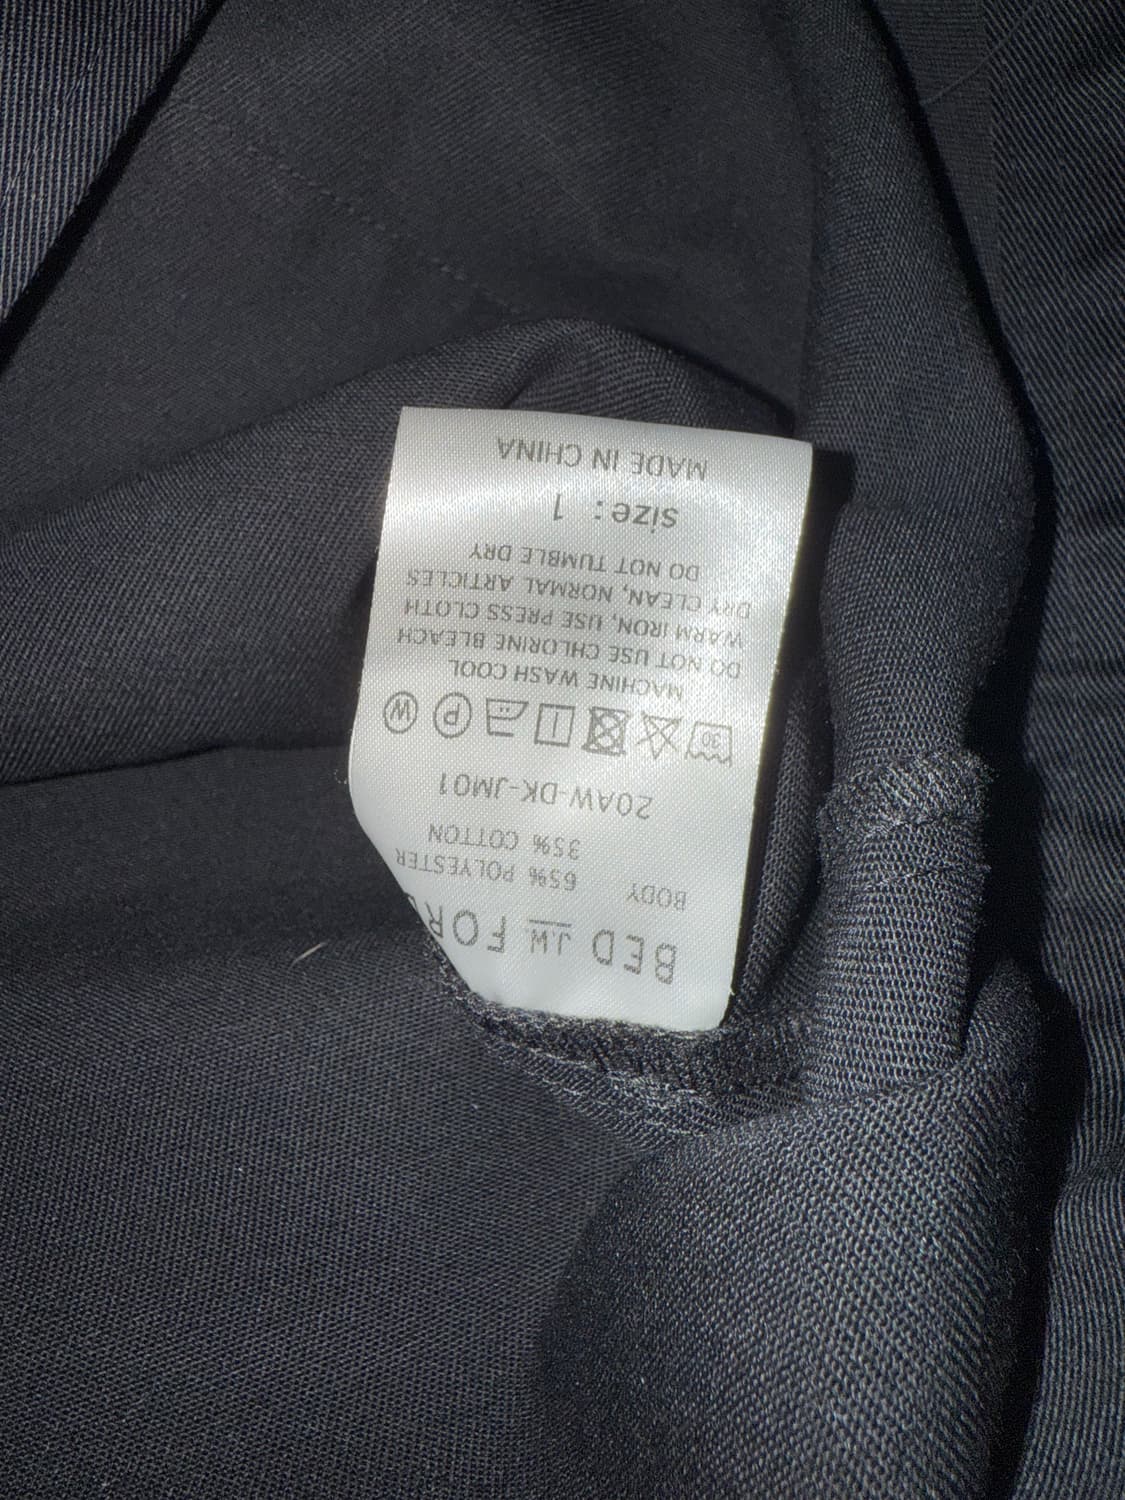 BED J.W. FOR
BODY 65% POLYESTER
35% COTTON
20AW-DK-JM01
30 P W
MACHINE WASH COOL
DO NOT USE CHLORINE BLEACH
WARM IRON, USE PRESS CLOTH
DRY CLEAN, NORMAL ARTICLES
DO NOT TUMBLE DRY
size : 1
MADE IN CHINA